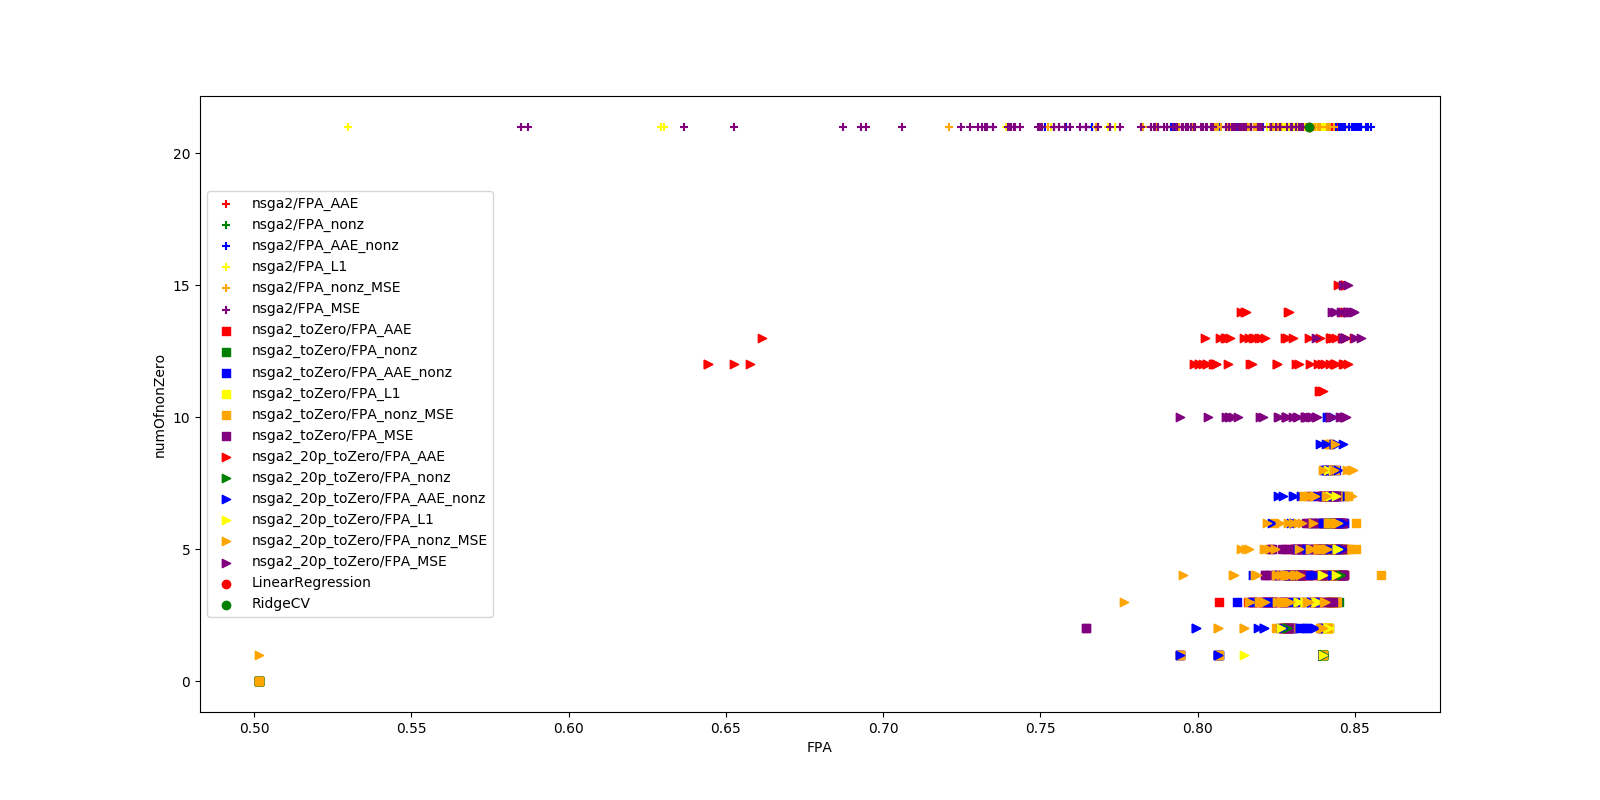 20
15
10
5
0
numOfnonZero
nsga2/FPA_AAE
nsga2/FPA_nonz
nsga2/FPA_AAE_nonz
nsga2/FPA_L1
nsga2/FPA_nonz_MSE
nsga2/FPA_MSE
nsga2_toZero/FPA_AAE
nsga2_toZero/FPA_nonz
nsga2_toZero/FPA_AAE_nonz
nsga2_toZero/FPA_L1
nsga2_toZero/FPA_nonz_MSE
nsga2_toZero/FPA_MSE
nsga2_20p_toZero/FPA_AAE
nsga2_20p_toZero/FPA_nonz
nsga2_20p_toZero/FPA_AAE_nonz
nsga2_20p_toZero/FPA_L1
nsga2_20p_toZero/FPA_nonz_MSE
nsga2_20p_toZero/FPA_MSE
LinearRegression
RidgeCV
0.50 0.55 0.60 0.65 0.70 0.75 0.80 0.85
FPA